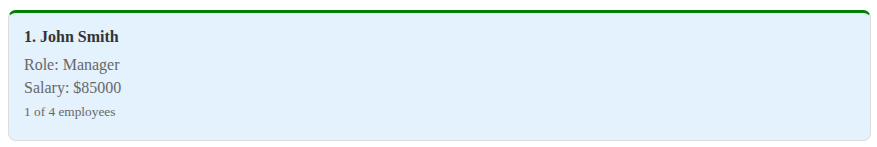 1. John Smith
Role: Manager
Salary: $85000
1 of 4 employees